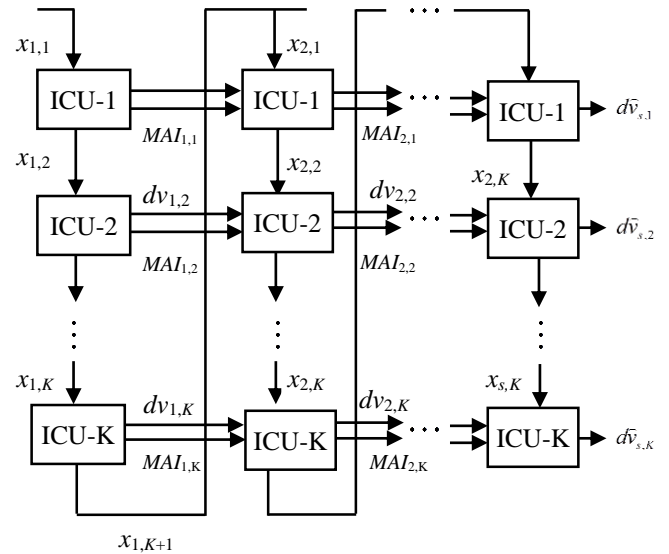 x1,1 x2,1
ICU-1 ICU-1 ··· ICU-1 dv̄s,1
MAI1,1 MAI2,1
x1,2 x2,2 x2,K
dv1,2 dv2,2
ICU-2 ICU-2 ··· ICU-2 dv̄s,2
MAI1,2 MAI2,2
x1,K x2,K xs,K
dv1,K dv2,K
ICU-K ICU-K ··· ICU-K dv̄s,K
MAI1,K MAI2,K
x1,K+1